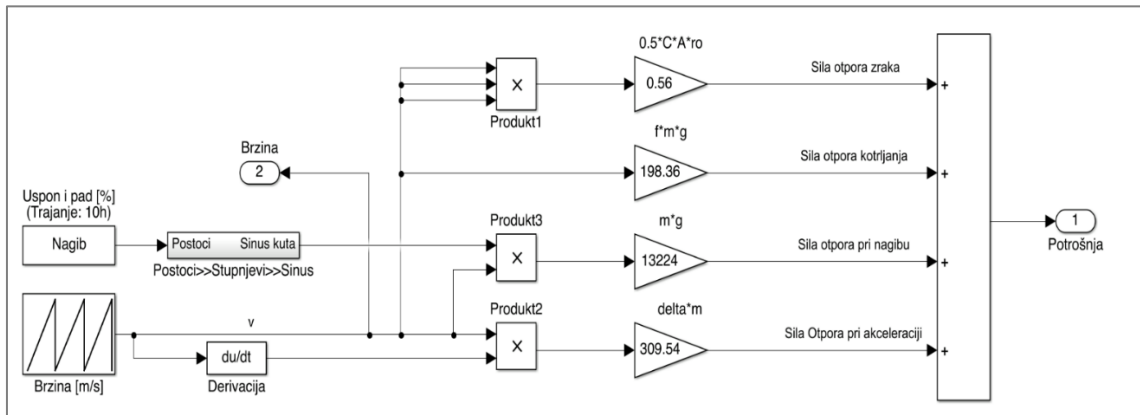 0.5*C*A*ro
0.56
Sila otpora zraka
+
X
Produkt1
f*m*g
198.36
Sila otpora kotrljanja
+
Brzina
2
Uspon i pad [%]
(Trajanje: 10h)
Nagib
Postoci Sinus kuta
Postoci>>Stupnjevi>>Sinus
Produkt3
X
m*g
13224
Sila otpora pri nagibu
+
1
Potrošnja
v
Produkt2
X
delta*m
309.54
Sila Otpora pri akceleraciji
+
du/dt
Derivacija
Brzina [m/s]